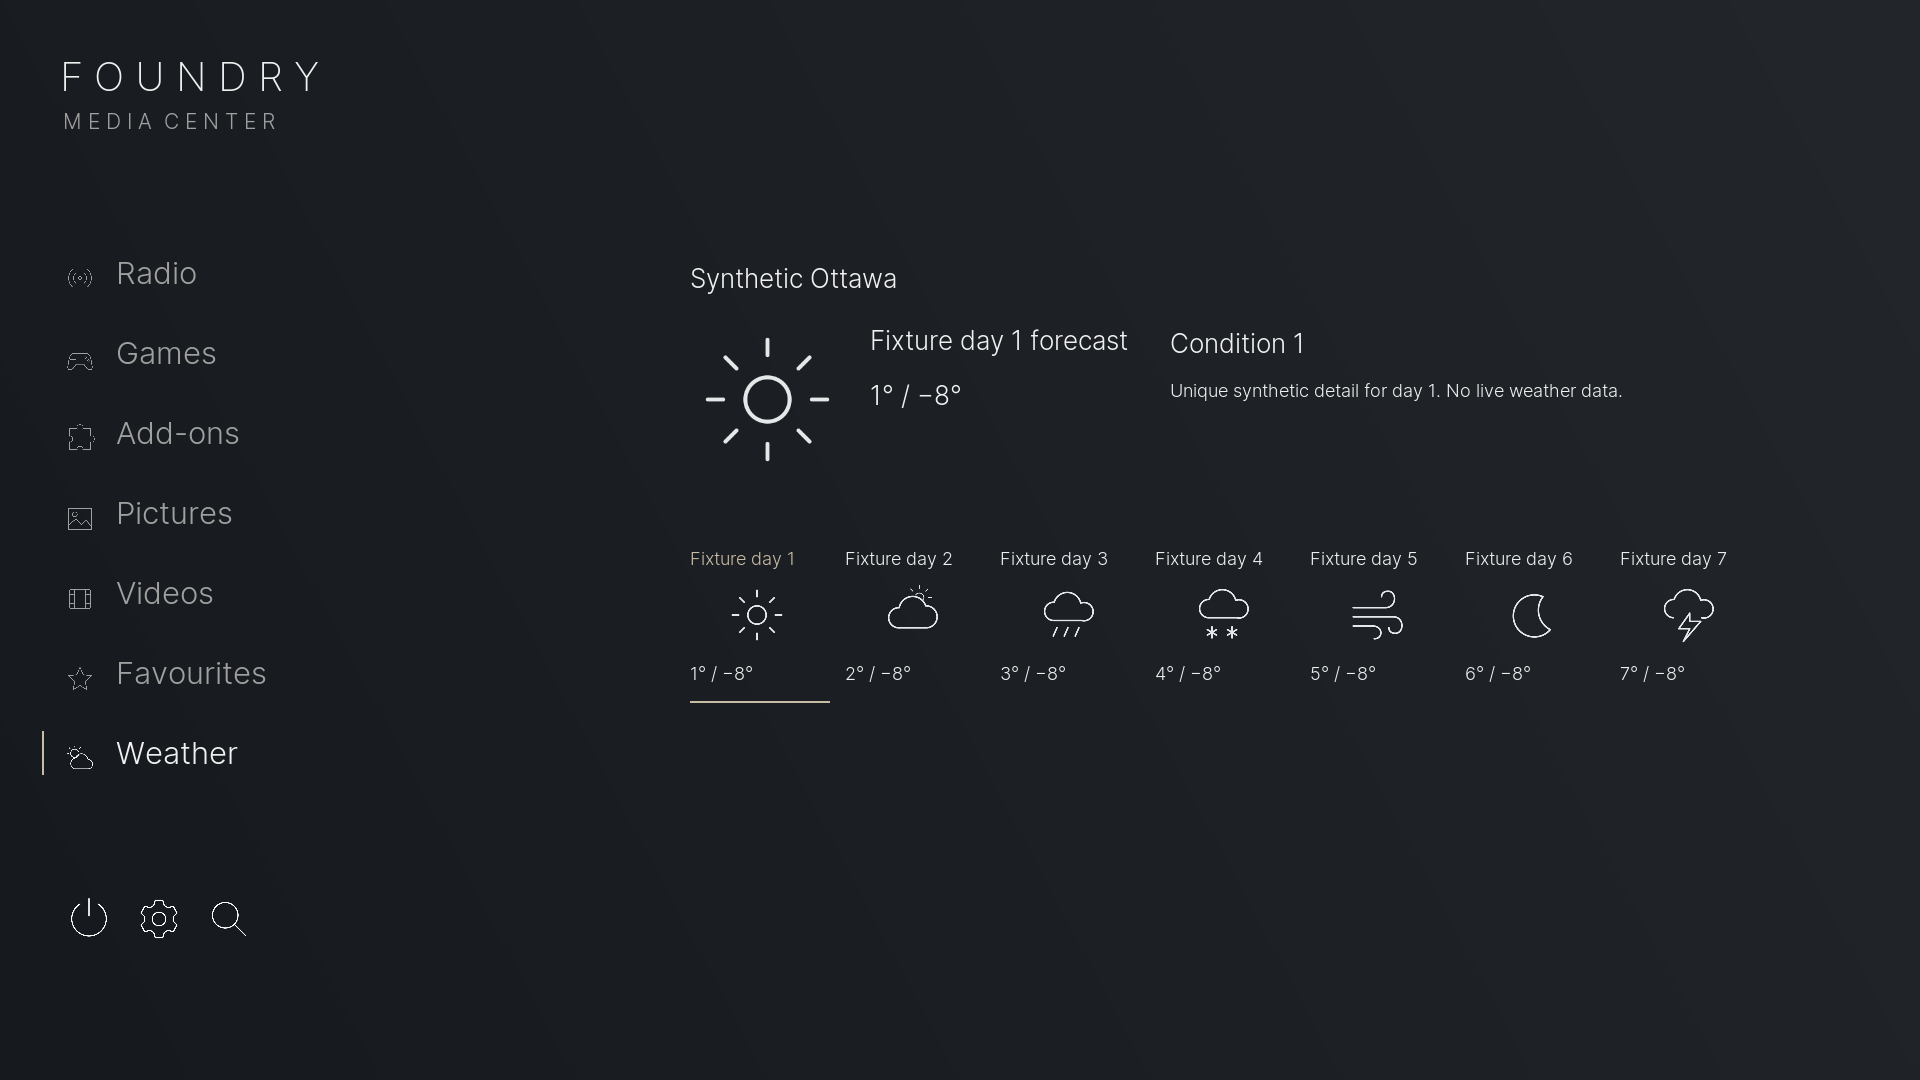 FOUNDRY
MEDIA CENTER
Radio
Games
Add-ons
Pictures
Videos
Favourites
Weather
Synthetic Ottawa
Fixture day 1 forecast
1° / −8°
Condition 1
Unique synthetic detail for day 1. No live weather data.
Fixture day 1
Fixture day 2
Fixture day 3
Fixture day 4
Fixture day 5
Fixture day 6
Fixture day 7
1° / −8°
2° / −8°
3° / −8°
4° / −8°
5° / −8°
6° / −8°
7° / −8°